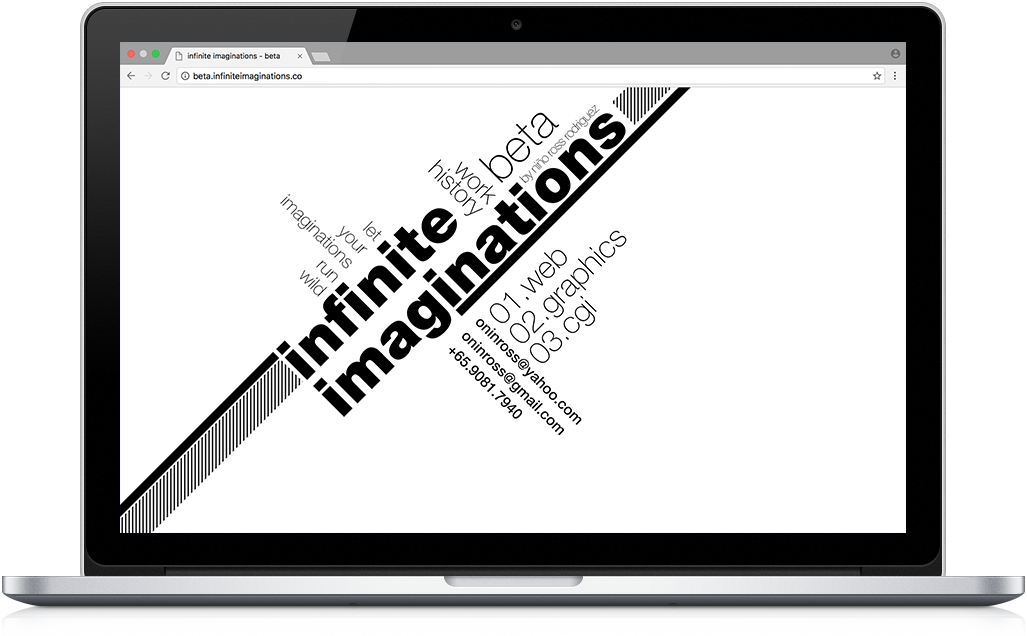 infinite imaginations - beta
beta.infiniteimaginations.co
beta
by niño ross rodriguez
work
history
let
your
imaginations
run
wild
infinite
imaginations
01.web
02.graphics
03.cgi
oninross@yahoo.com
oninross@gmail.com
+65.9081.7940